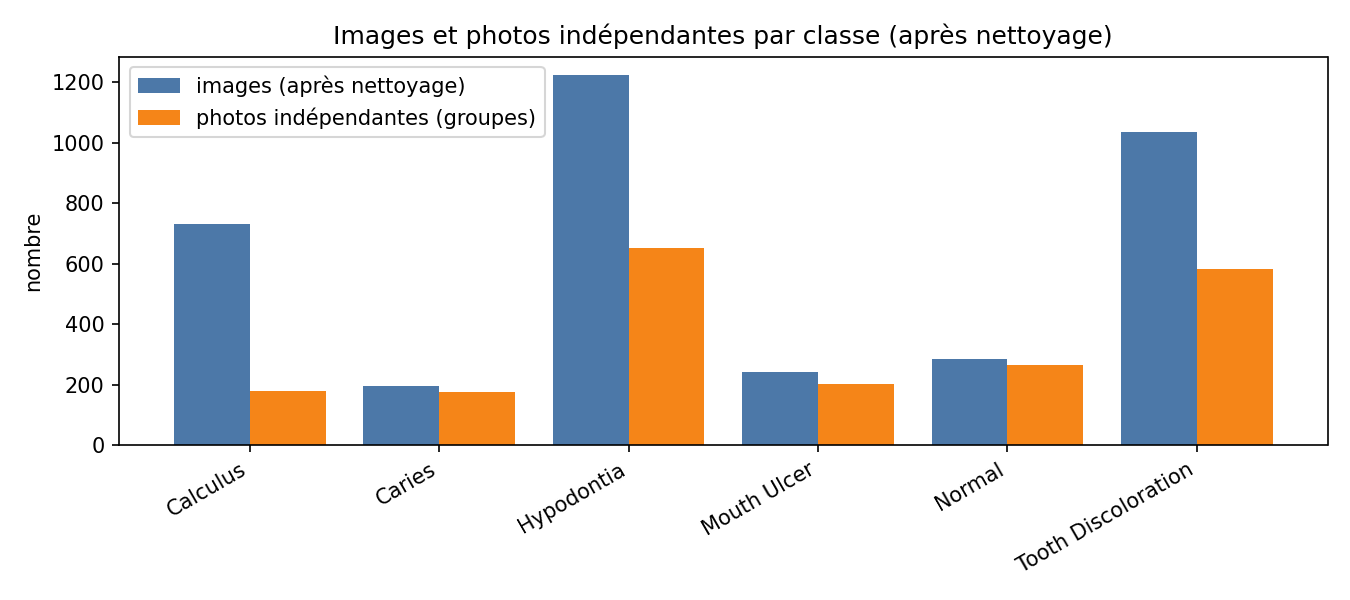 Images et photos indépendantes par classe (après nettoyage)
images (après nettoyage)
photos indépendantes (groupes)
nombre
1200
1000
800
600
400
200
0
Calculus
Caries
Hypodontia
Mouth Ulcer
Normal
Tooth Discoloration